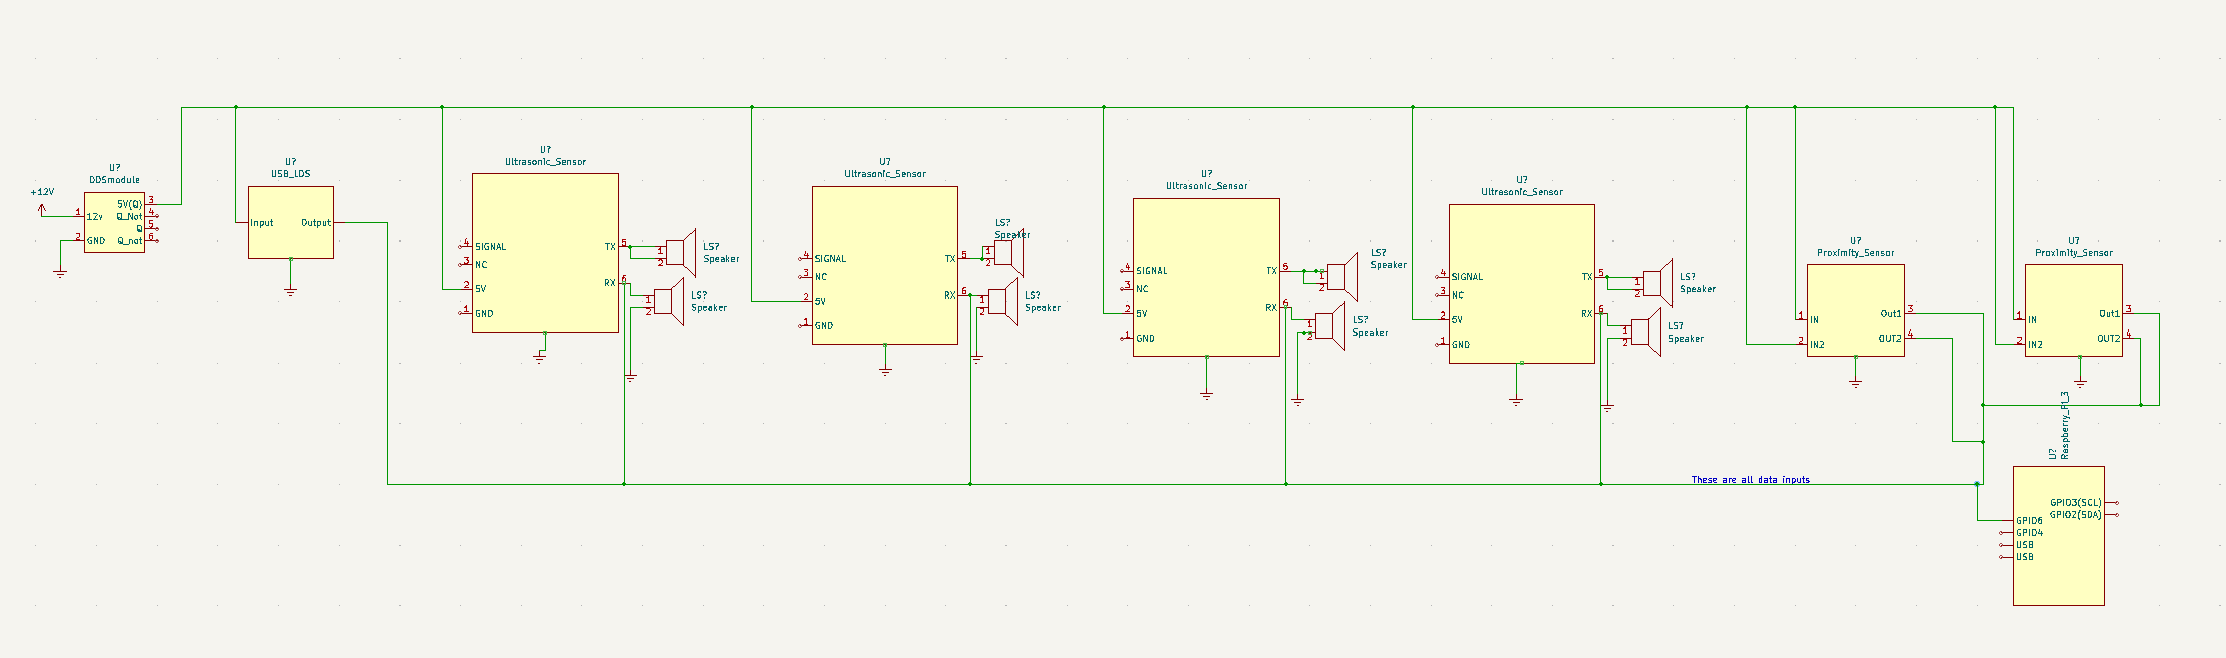 +12V
U?
DDSmodule
1
12v
2
GND
5V(Q)
3
Q_Not
4
Q
5
Q_not
6
U?
USB_LDS
Input
Output
U?
Ultrasonic_Sensor
4
SIGNAL
3
NC
2
5V
1
GND
TX
5
RX
6
1
2
LS?
Speaker
1
2
LS?
Speaker
U?
Ultrasonic_Sensor
4
SIGNAL
3
NC
2
5V
1
GND
TX
5
RX
6
LS?
Speaker
1
2
1
2
LS?
Speaker
U?
Ultrasonic_Sensor
4
SIGNAL
3
NC
2
5V
1
GND
TX
5
RX
6
1
2
LS?
Speaker
1
2
LS?
Speaker
U?
Ultrasonic_Sensor
4
SIGNAL
3
NC
2
5V
1
GND
TX
5
RX
6
1
2
LS?
Speaker
1
2
LS?
Speaker
U?
Proximity_Sensor
1
IN
2
IN2
Out1
3
OUT2
4
U?
Proximity_Sensor
1
IN
2
IN2
Out1
3
OUT2
4
These are all data inputs
U?
Raspberry_Pi_3
GPIO3(SCL)
GPIO2(SDA)
GPIO6
GPIO4
USB
USB